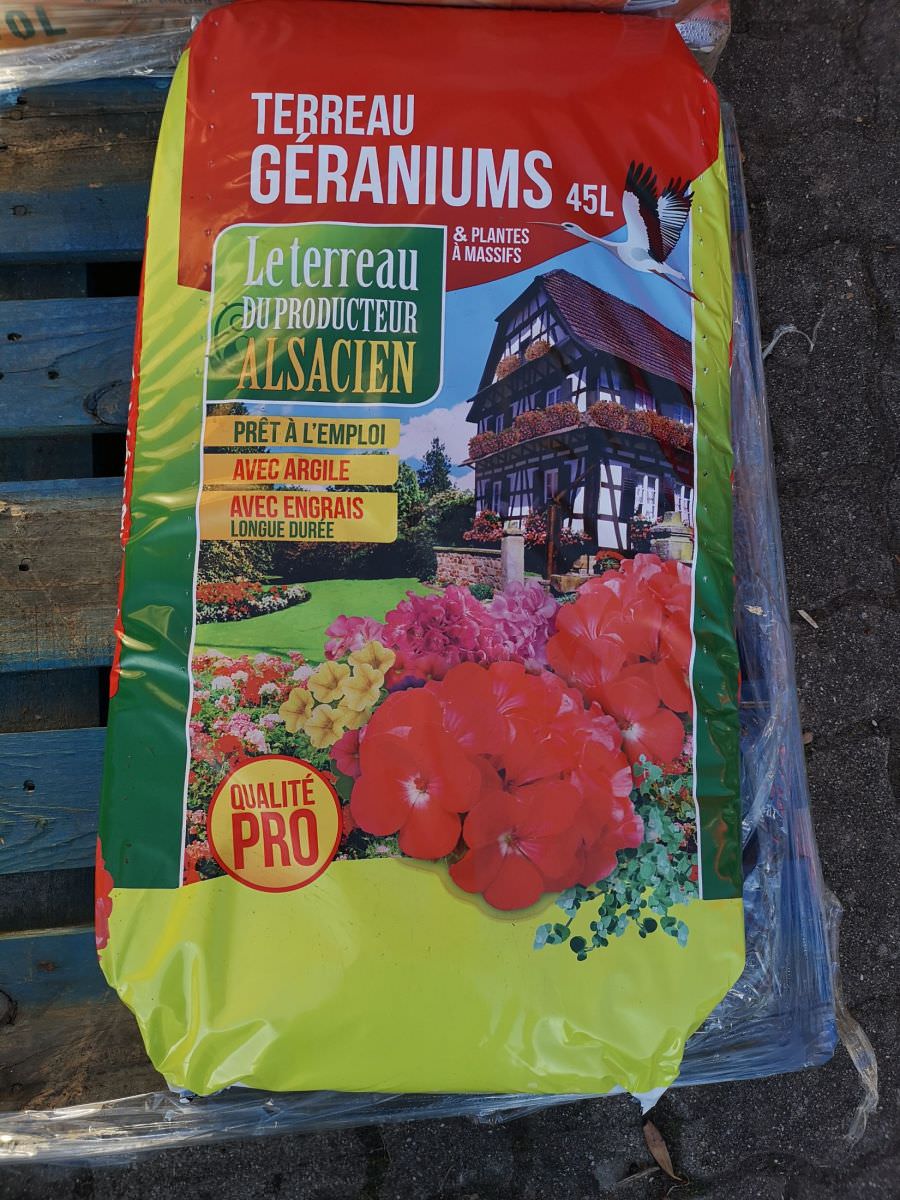 OL
TERREAU
GÉRANIUMS 45L
& PLANTES
À MASSIFS
Le terreau
DU PRODUCTEUR
ALSACIEN
PRÊT À L'EMPLOI
AVEC ARGILE
AVEC ENGRAIS
LONGUE DURÉE
QUALITÉ
PRO